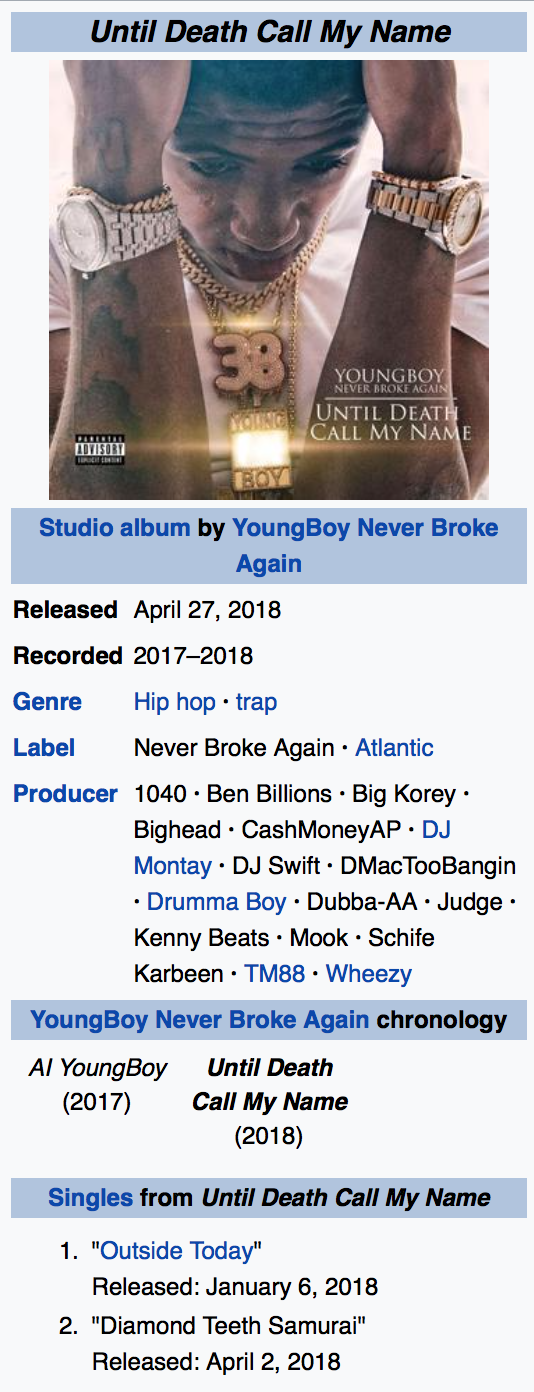 Until Death Call My Name
38
YOUNG
BOY
YOUNGBOY
NEVER BROKE AGAIN
UNTIL DEATH
CALL MY NAME
PARENTAL
ADVISORY
EXPLICIT CONTENT
Studio album by YoungBoy Never Broke
Again
Released April 27, 2018
Recorded 2017–2018
Genre Hip hop · trap
Label Never Broke Again · Atlantic
Producer 1040 · Ben Billions · Big Korey ·
Bighead · CashMoneyAP · DJ
Montay · DJ Swift · DMacTooBangin
· Drumma Boy · Dubba-AA · Judge ·
Kenny Beats · Mook · Schife
Karbeen · TM88 · Wheezy
YoungBoy Never Broke Again chronology
AI YoungBoy
(2017)
Until Death
Call My Name
(2018)
Singles from Until Death Call My Name
1. "Outside Today"
Released: January 6, 2018
2. "Diamond Teeth Samurai"
Released: April 2, 2018